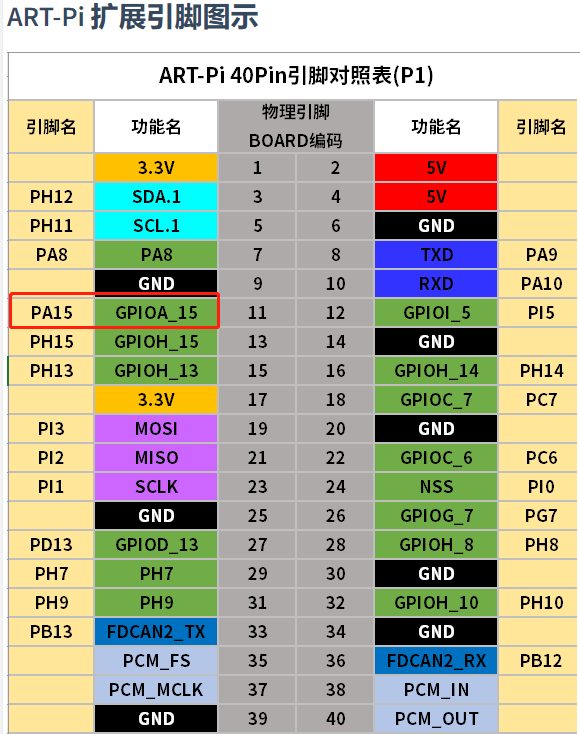 ART-Pi 扩展引脚图示
ART-Pi 40Pin引脚对照表(P1)
引脚名 功能名 物理引脚 BOARD编码 功能名 引脚名
3.3V 1 2 5V
PH12 SDA.1 3 4 5V
PH11 SCL.1 5 6 GND
PA8 PA8 7 8 TXD PA9
GND 9 10 RXD PA10
PA15 GPIOA_15 11 12 GPIOI_5 PI5
PH15 GPIOH_15 13 14 GND
PH13 GPIOH_13 15 16 GPIOH_14 PH14
3.3V 17 18 GPIOC_7 PC7
PI3 MOSI 19 20 GND
PI2 MISO 21 22 GPIOC_6 PC6
PI1 SCLK 23 24 NSS PI0
GND 25 26 GPIOG_7 PG7
PD13 GPIOD_13 27 28 GPIOH_8 PH8
PH7 PH7 29 30 GND
PH9 PH9 31 32 GPIOH_10 PH10
PB13 FDCAN2_TX 33 34 GND
PCM_FS 35 36 FDCAN2_RX PB12
PCM_MCLK 37 38 PCM_IN
GND 39 40 PCM_OUT